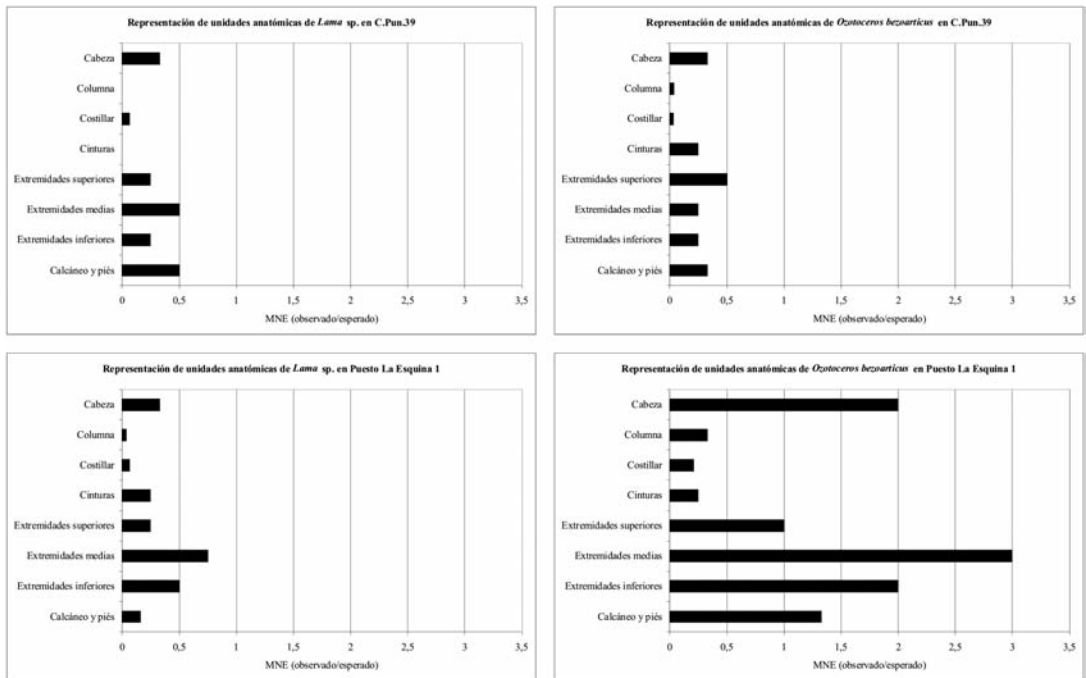 Representación de unidades anatómicas de Lama sp. en C.Pun.39
Cabeza
Columna
Costillar
Cinturas
Extremidades superiores
Extremidades medias
Extremidades inferiores
Calcáneo y piés
0 0,5 1 1,5 2 2,5 3 3,5
MNE (observado/esperado)
Representación de unidades anatómicas de Ozotoceros bezoarticus en C.Pun.39
Cabeza
Columna
Costillar
Cinturas
Extremidades superiores
Extremidades medias
Extremidades inferiores
Calcáneo y piés
0 0,5 1 1,5 2 2,5 3 3,5
MNE (observado/esperado)
Representación de unidades anatómicas de Lama sp. en Puesto La Esquina 1
Cabeza
Columna
Costillar
Cinturas
Extremidades superiores
Extremidades medias
Extremidades inferiores
Calcáneo y piés
0 0,5 1 1,5 2 2,5 3 3,5
MNE (observado/esperado)
Representación de unidades anatómicas de Ozotoceros bezoarticus en Puesto La Esquina 1
Cabeza
Columna
Costillar
Cinturas
Extremidades superiores
Extremidades medias
Extremidades inferiores
Calcáneo y piés
0 0,5 1 1,5 2 2,5 3 3,5
MNE (observado/esperado)